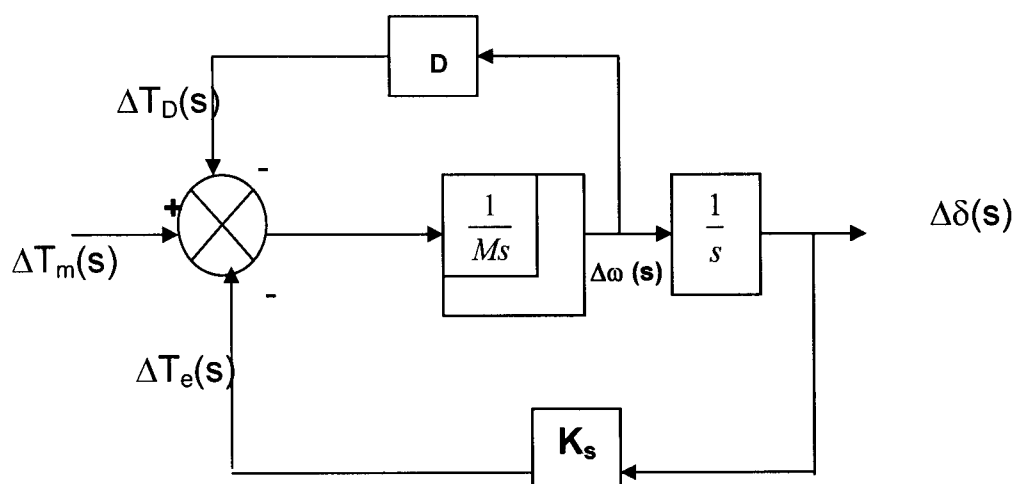 D
ΔT_D(s)
-
+
ΔT_m(s)
1/Ms
Δω (s)
1/s
Δδ(s)
-
ΔT_e(s)
K_s